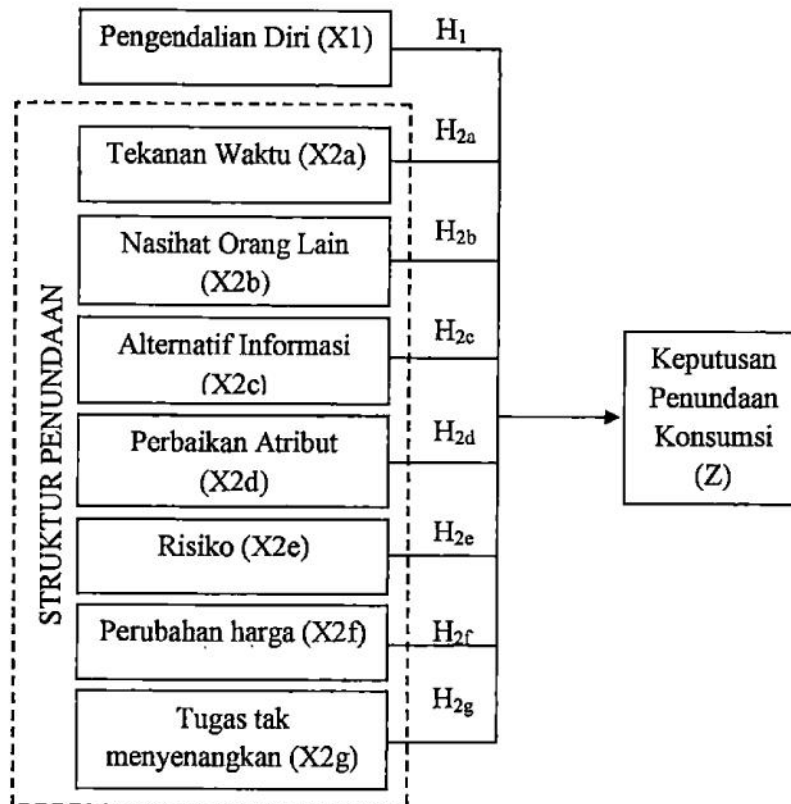 Pengendalian Diri (X1)
H1
Tekanan Waktu (X2a)
H2a
Nasihat Orang Lain
(X2b)
H2b
Alternatif Informasi
(X2c)
H2c
Perbaikan Atribut
(X2d)
H2d
Risiko (X2e)
H2e
Perubahan harga (X2f)
H2f
Tugas tak
menyenangkan (X2g)
H2g
STRUKTUR PENUNDAAN
Keputusan
Penundaan
Konsumsi
(Z)